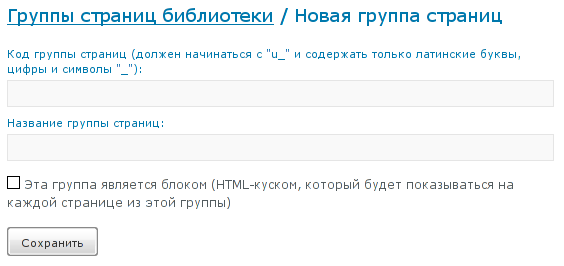 Группы страниц библиотеки / Новая группа страниц
Код группы страниц (должен начинаться с "u_" и содержать только латинские буквы,
цифры и символы "_"):
Название группы страниц:
Эта группа является блоком (HTML-куском, который будет показываться на
каждой странице из этой группы)
Сохранить